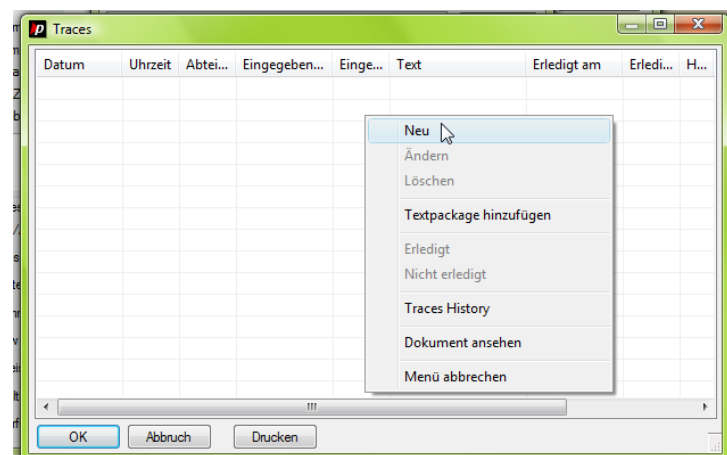 Traces
Datum Uhrzeit Abtei... Eingegeben... Einge... Text Erledigt am Erledi... H...
Neu
Ändern
Löschen
Textpackage hinzufügen
Erledigt
Nicht erledigt
Traces History
Dokument ansehen
Menü abbrechen
OK Abbruch Drucken